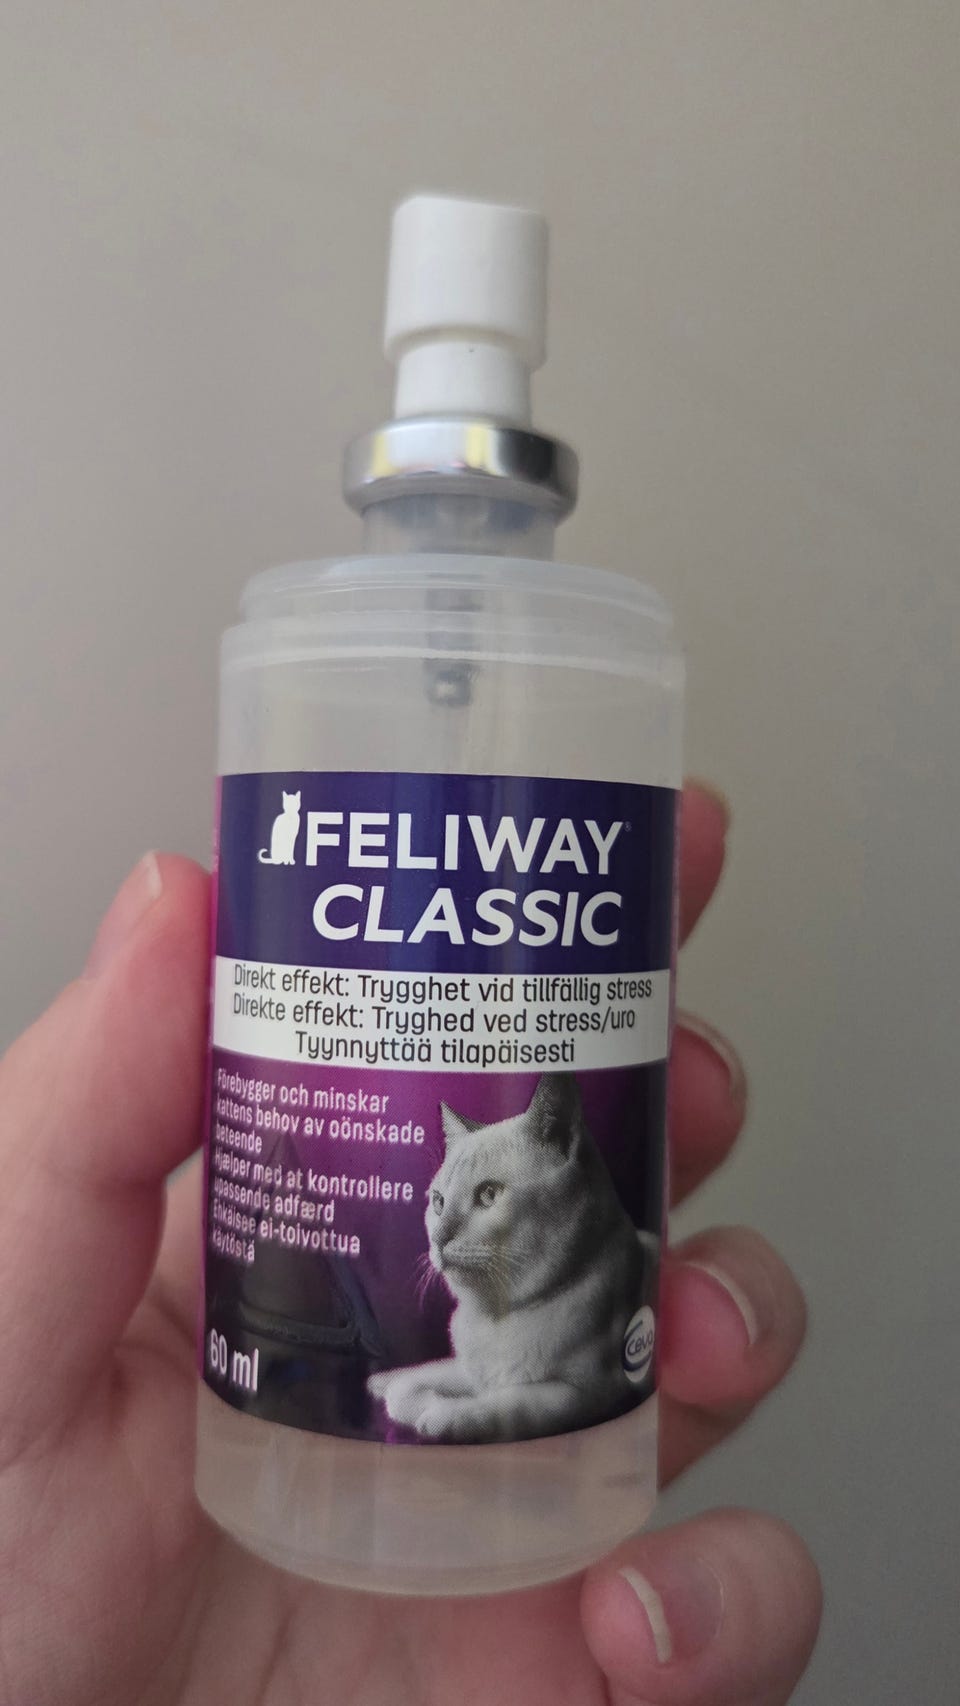 FELIWAY®
CLASSIC
Direkt effekt: Trygghet vid tillfällig stress
Direkte effekt: Tryghed ved stress/uro
Tyynnyttää tilapäisesti
Förebygger och minskar
kattens behov av oönskade
beteende
Hjælper med at kontrollere
upassende adfærd
Ehkäisee ei-toivottua
käytöstä
60 ml
ceva